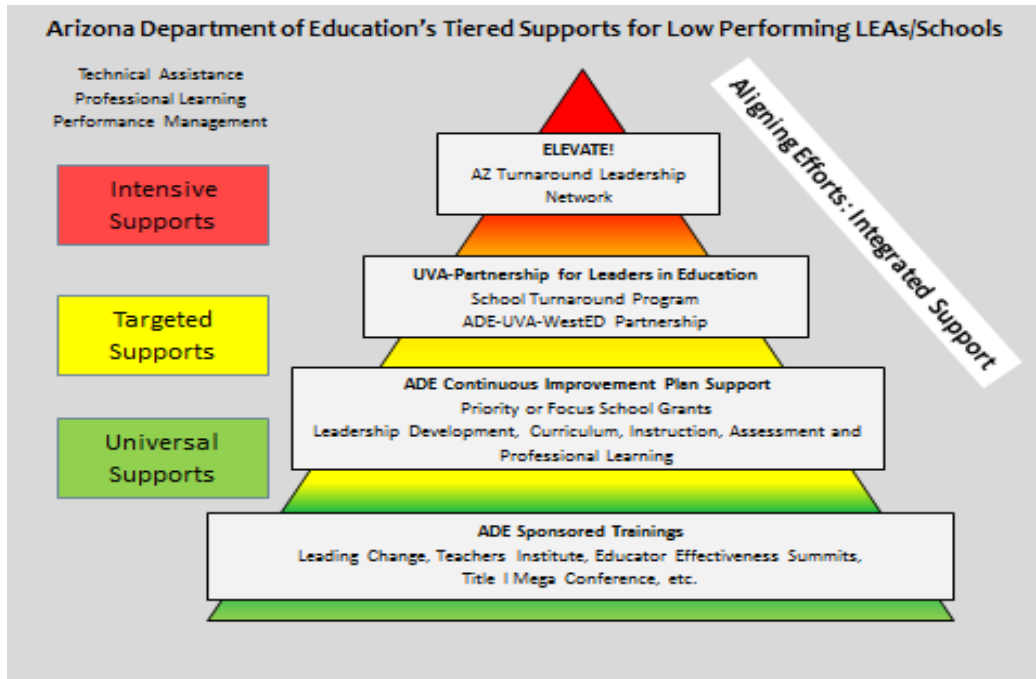 Arizona Department of Education's Tiered Supports for Low Performing LEAs/Schools
Technical Assistance
Professional Learning
Performance Management
Intensive
Supports
Targeted
Supports
Universal
Supports
ELEVATE!
AZ Turnaround Leadership
Network
UVA-Partnership for Leaders in Education
School Turnaround Program
ADE-UVA-WestED Partnership
ADE Continuous Improvement Plan Support
Priority or Focus School Grants
Leadership Development, Curriculum, Instruction, Assessment and
Professional Learning
ADE Sponsored Trainings
Leading Change, Teachers Institute, Educator Effectiveness Summits,
Title I Mega Conference, etc.
Aligning Efforts: Integrated Support